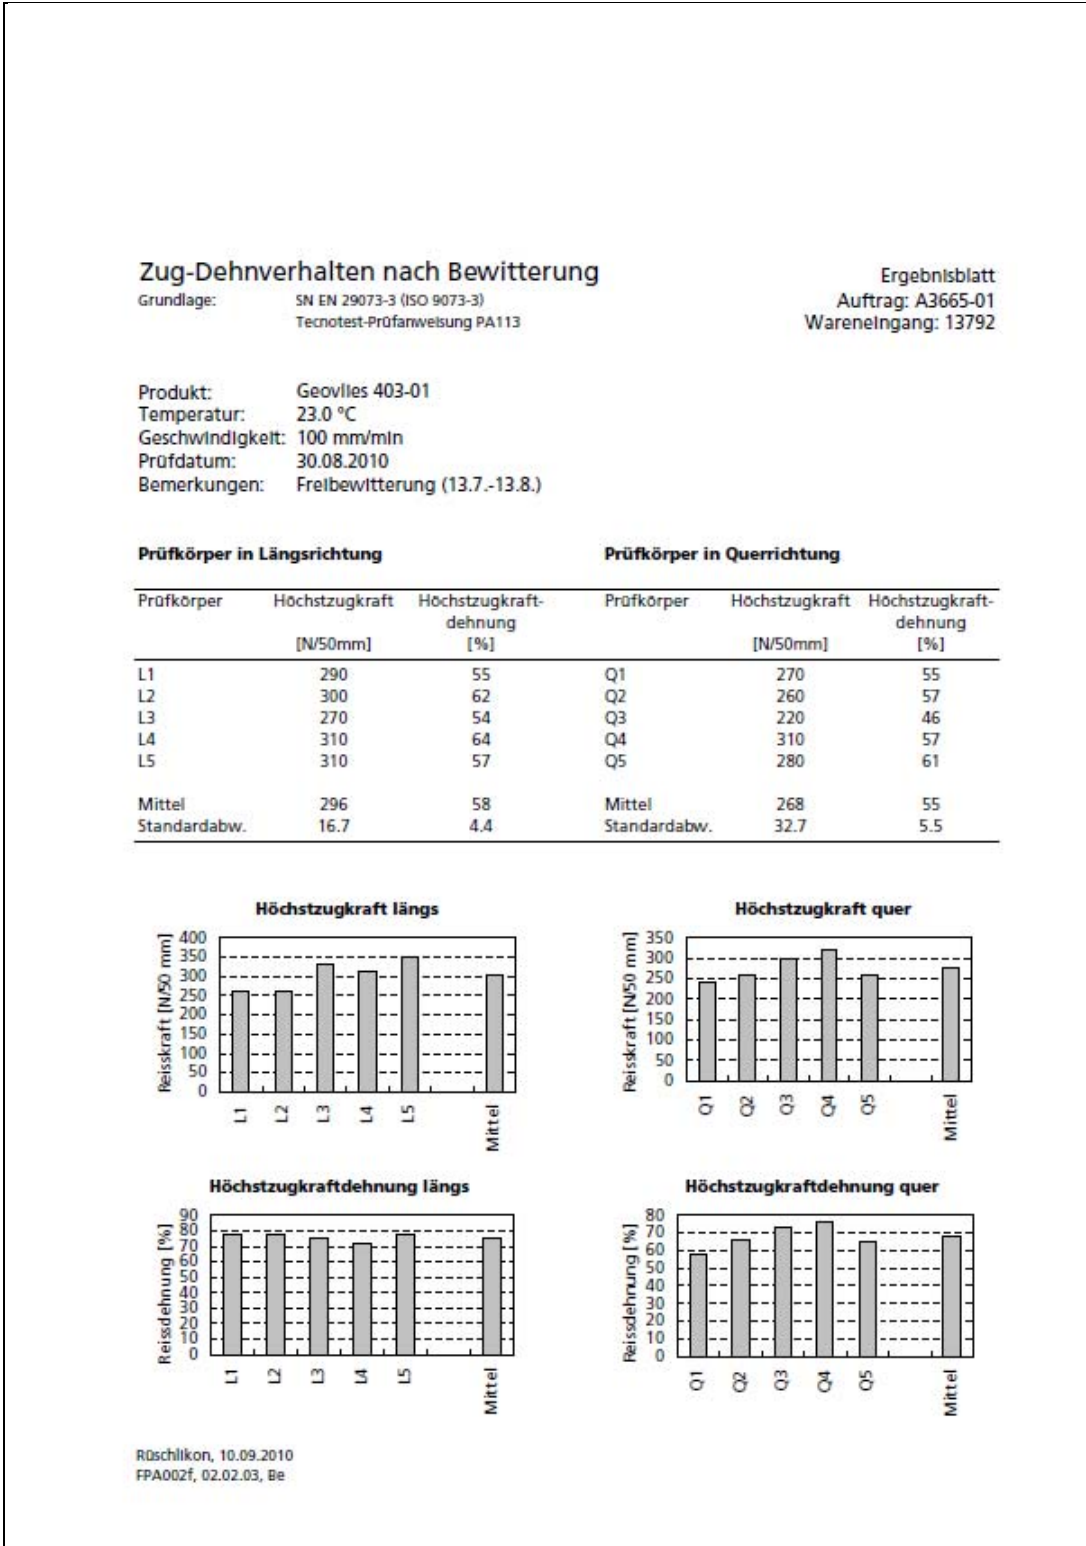 Zug-Dehnverhalten nach Bewitterung
Ergebnisblatt
Grundlage: SN EN 29073-3 (ISO 9073-3)
Auftrag: A3665-01
Tecnotest-Prüfanweisung PA113
Wareneingang: 13792
Produkt: Geovlies 403-01
Temperatur: 23.0 °C
Geschwindigkeit: 100 mm/min
Prüfdatum: 30.08.2010
Bemerkungen: Freibewitterung (13.7.-13.8.)
Prüfkörper in Längsrichtung Prüfkörper in Querrichtung
Prüfkörper Höchstzugkraft Höchstzugkraft- Prüfkörper Höchstzugkraft Höchstzugkraft-
dehnung dehnung
[N/50mm] [%] [N/50mm] [%]
L1 290 55 Q1 270 55
L2 300 62 Q2 260 57
L3 270 54 Q3 220 46
L4 310 64 Q4 310 57
L5 310 57 Q5 280 61
Mittel 296 58 Mittel 268 55
Standardabw. 16.7 4.4 Standardabw. 32.7 5.5
Höchstzugkraft längs
Reisskraft [N/50 mm]
400
350
300
250
200
150
100
50
0
L1 L2 L3 L4 L5 Mittel
Höchstzugkraft quer
Reisskraft [N/50 mm]
350
300
250
200
150
100
50
0
Q1 Q2 Q3 Q4 Q5 Mittel
Höchstzugkraftdehnung längs
Reissdehnung [%]
90
80
70
60
50
40
30
20
10
0
L1 L2 L3 L4 L5 Mittel
Höchstzugkraftdehnung quer
Reissdehnung [%]
80
70
60
50
40
30
20
10
0
Q1 Q2 Q3 Q4 Q5 Mittel
Rüschlikon, 10.09.2010
FPA002f, 02.02.03, Be